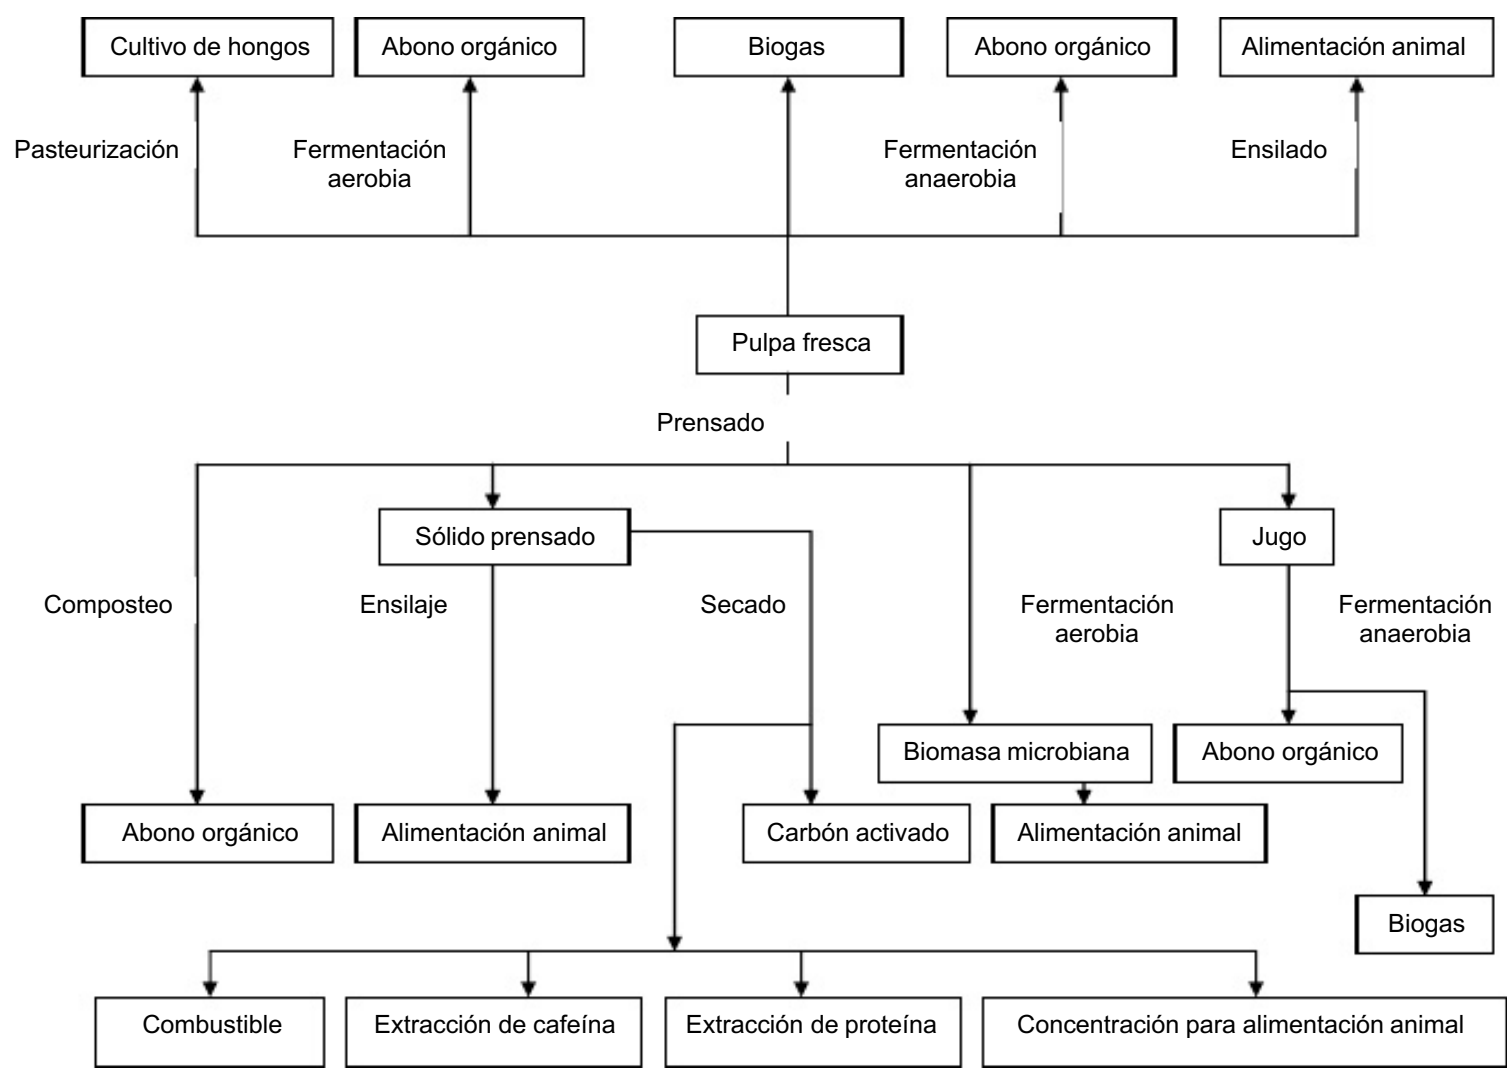 Cultivo de hongos
Abono orgánico
Biogas
Abono orgánico
Alimentación animal
Pasteurización
Fermentación
aerobia
Fermentación
anaerobia
Ensilado
Pulpa fresca
Prensado
Sólido prensado
Jugo
Composteo
Ensilaje
Secado
Fermentación
aerobia
Fermentación
anaerobia
Biomasa microbiana
Abono orgánico
Abono orgánico
Alimentación animal
Carbón activado
Alimentación animal
Biogas
Combustible
Extracción de cafeína
Extracción de proteína
Concentración para alimentación animal